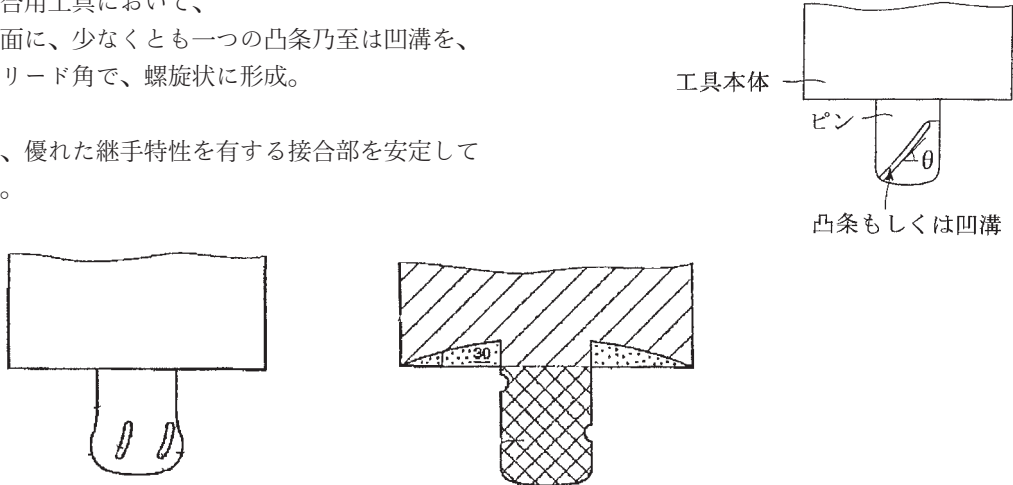 合用工具において、
面に、少なくとも一つの凸条乃至は凹溝を、
リード角で、螺旋状に形成。
、優れた継手特性を有する接合部を安定して
。
工具本体
ピン
θ
凸条もしくは凹溝
30